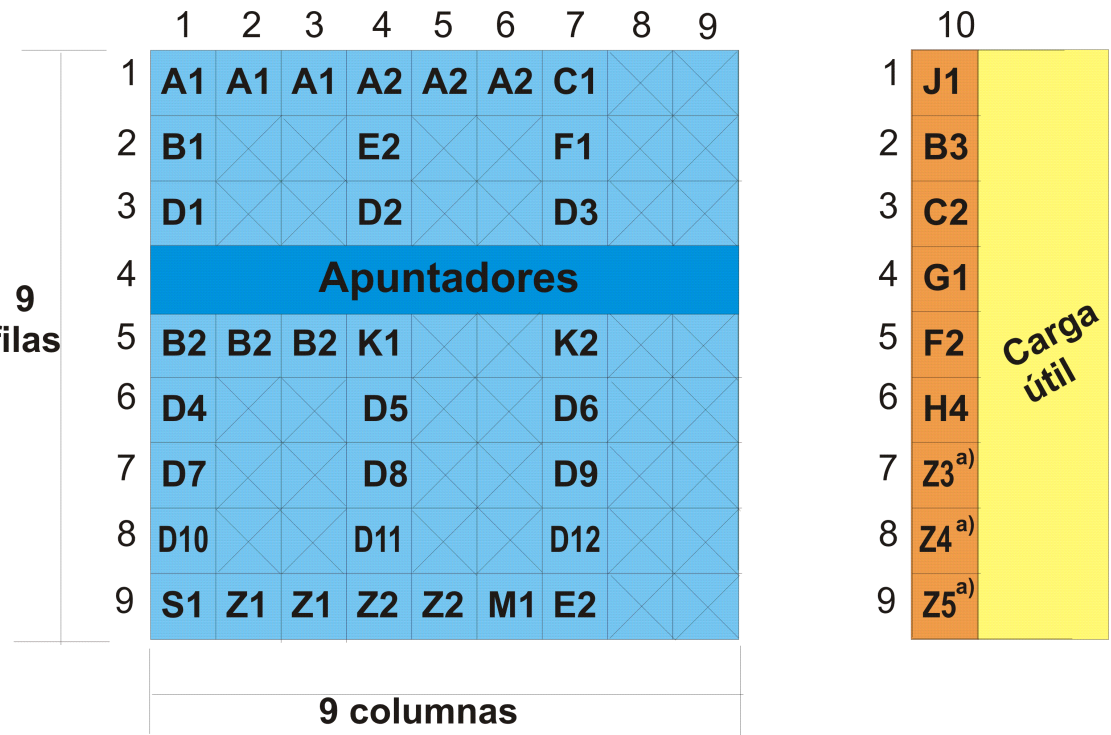 1 2 3 4 5 6 7 8 9 10
1 A1 A1 A1 A2 A2 A2 C1 1 J1
2 B1 E2 F1 2 B3
3 D1 D2 D3 3 C2
4 Apuntadores 4 G1
5 B2 B2 B2 K1 K2 5 F2
6 D4 D5 D6 6 H4
7 D7 D8 D9 7 Z3 a)
8 D10 D11 D12 8 Z4 a)
9 S1 Z1 Z1 Z2 Z2 M1 E2 9 Z5 a)
9
filas
Carga
útil
9 columnas